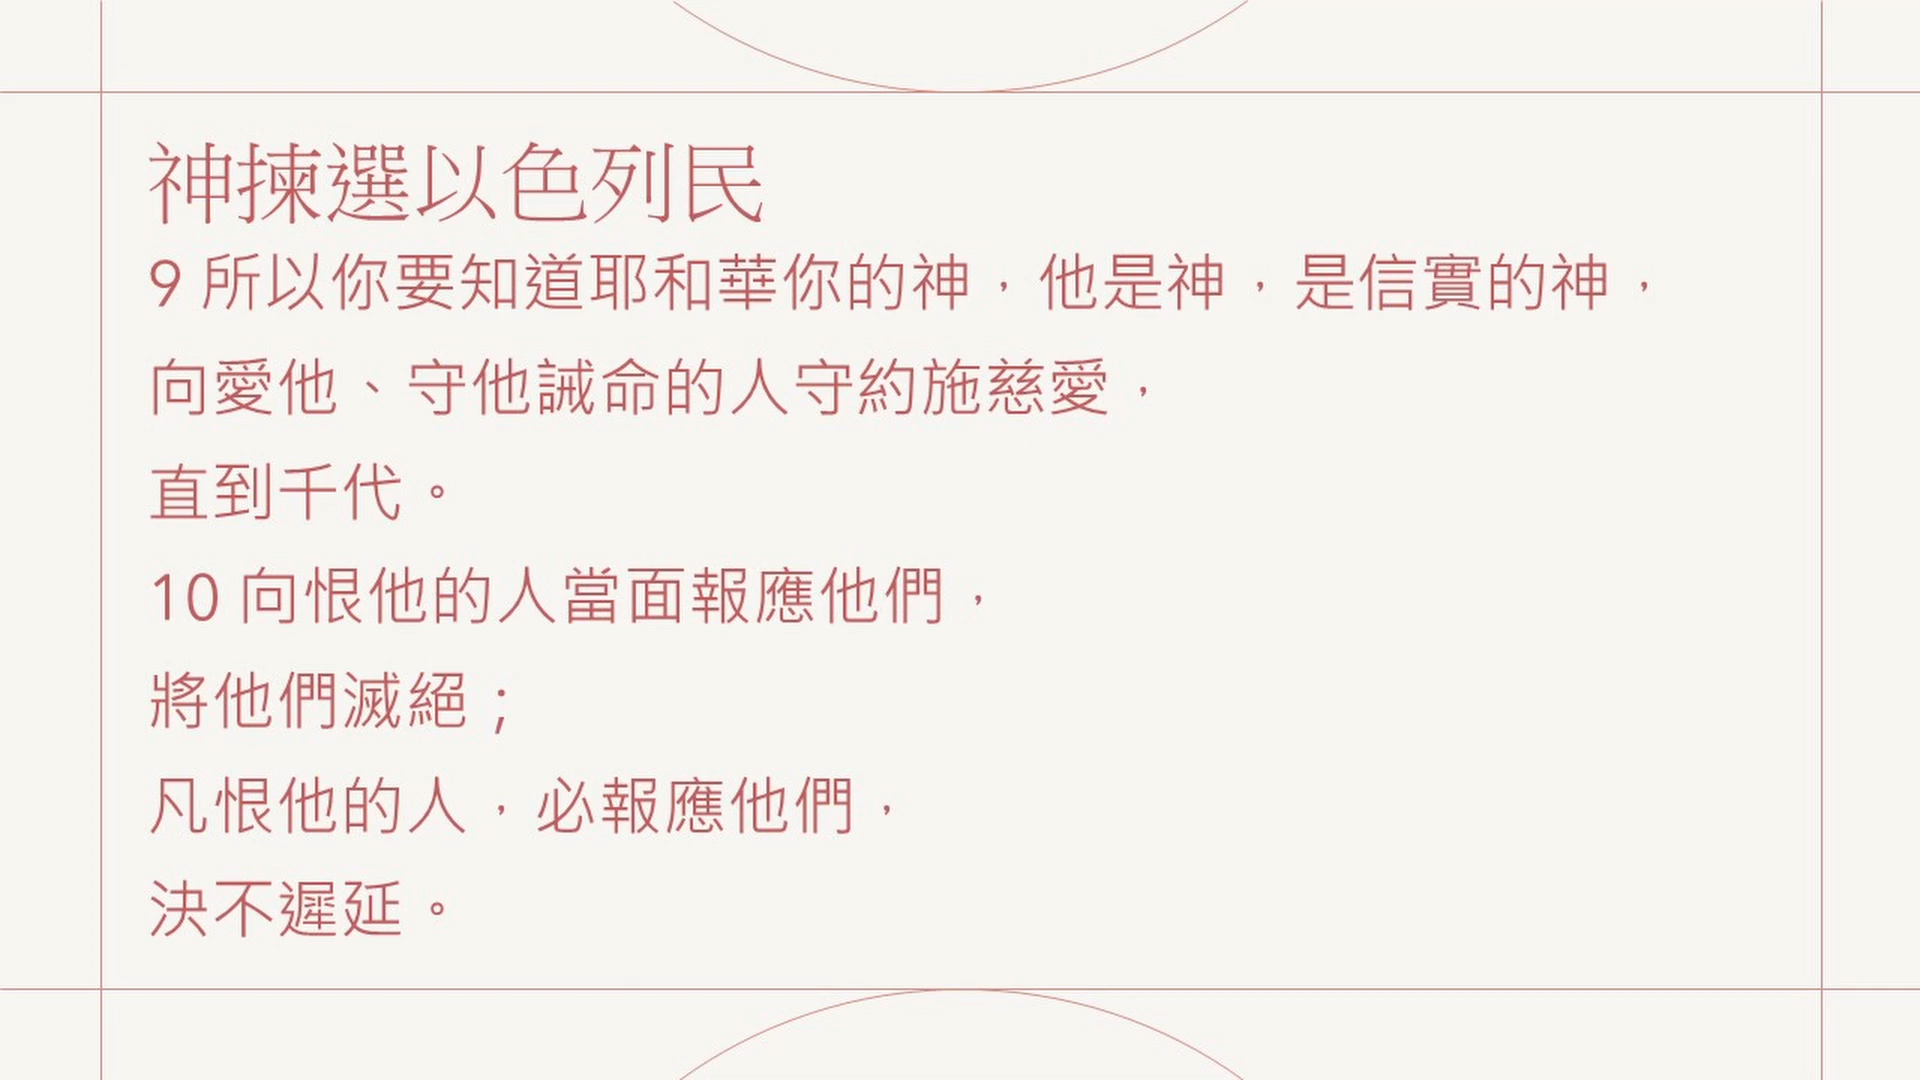 神揀選以色列民
9 所以你要知道耶和華你的神，他是神，是信實的神，
向愛他、守他誡命的人守約施慈愛，
直到千代。
10 向恨他的人當面報應他們，
將他們滅絕；
凡恨他的人，必報應他們，
決不遲延。